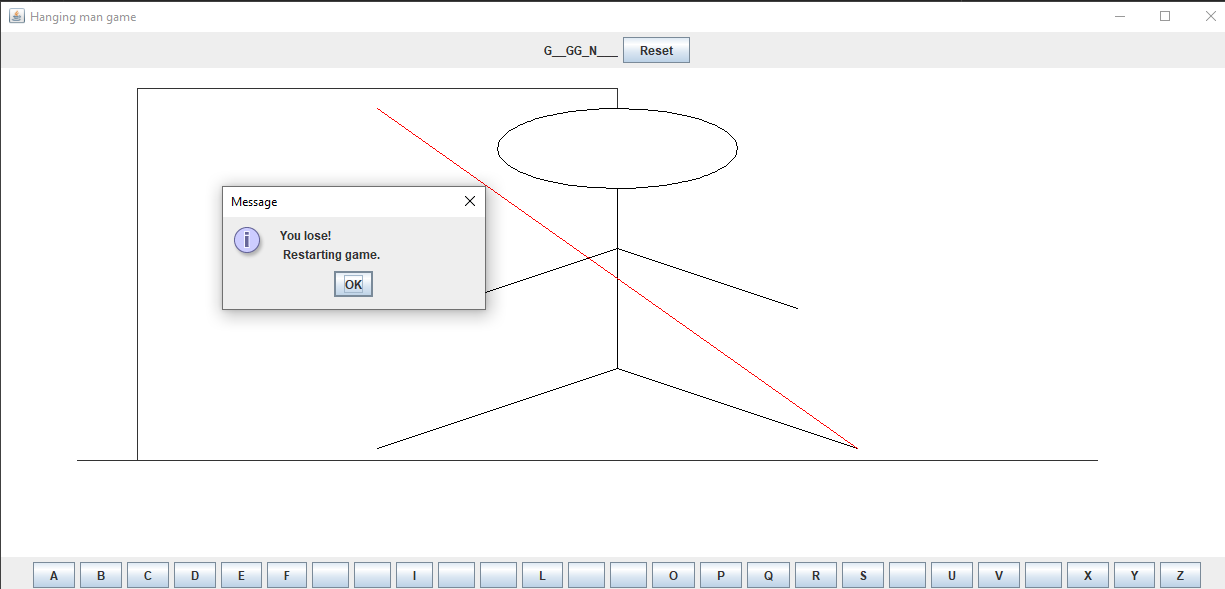 Hanging man game
G__GG_N___ Reset
Message
You lose!
Restarting game.
OK
A B C D E F I L O P Q R S U V X Y Z